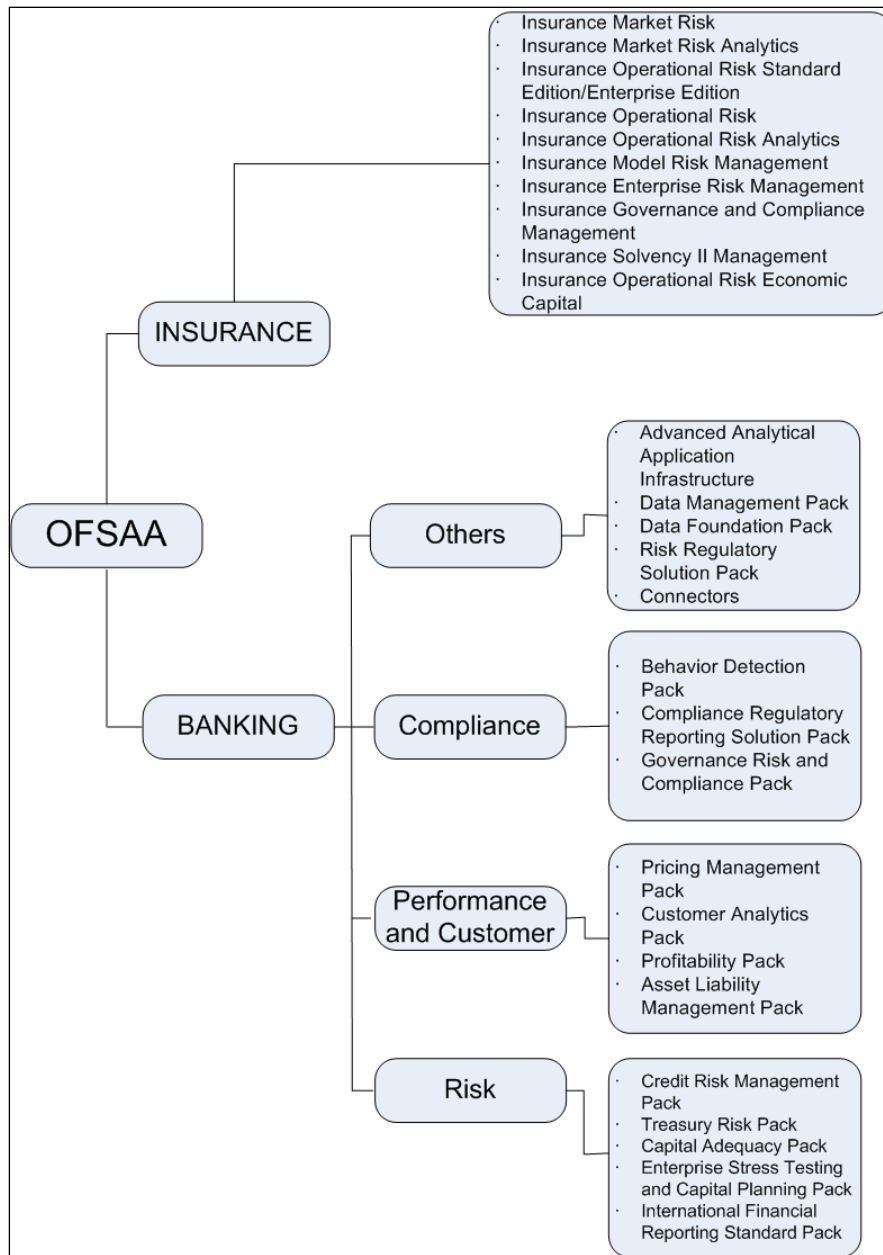 · Insurance Market Risk
· Insurance Market Risk Analytics
· Insurance Operational Risk Standard
Edition/Enterprise Edition
· Insurance Operational Risk
· Insurance Operational Risk Analytics
· Insurance Model Risk Management
· Insurance Enterprise Risk Management
· Insurance Governance and Compliance
Management
· Insurance Solvency II Management
· Insurance Operational Risk Economic
Capital
INSURANCE
OFSAA
BANKING
Others
· Advanced Analytical
Application
Infrastructure
· Data Management Pack
· Data Foundation Pack
· Risk Regulatory
Solution Pack
· Connectors
Compliance
· Behavior Detection
Pack
· Compliance Regulatory
Reporting Solution Pack
· Governance Risk and
Compliance Pack
Performance
and Customer
· Pricing Management
Pack
· Customer Analytics
Pack
· Profitability Pack
· Asset Liability
Management Pack
Risk
· Credit Risk Management
Pack
· Treasury Risk Pack
· Capital Adequacy Pack
· Enterprise Stress Testing
and Capital Planning Pack
· International Financial
Reporting Standard Pack